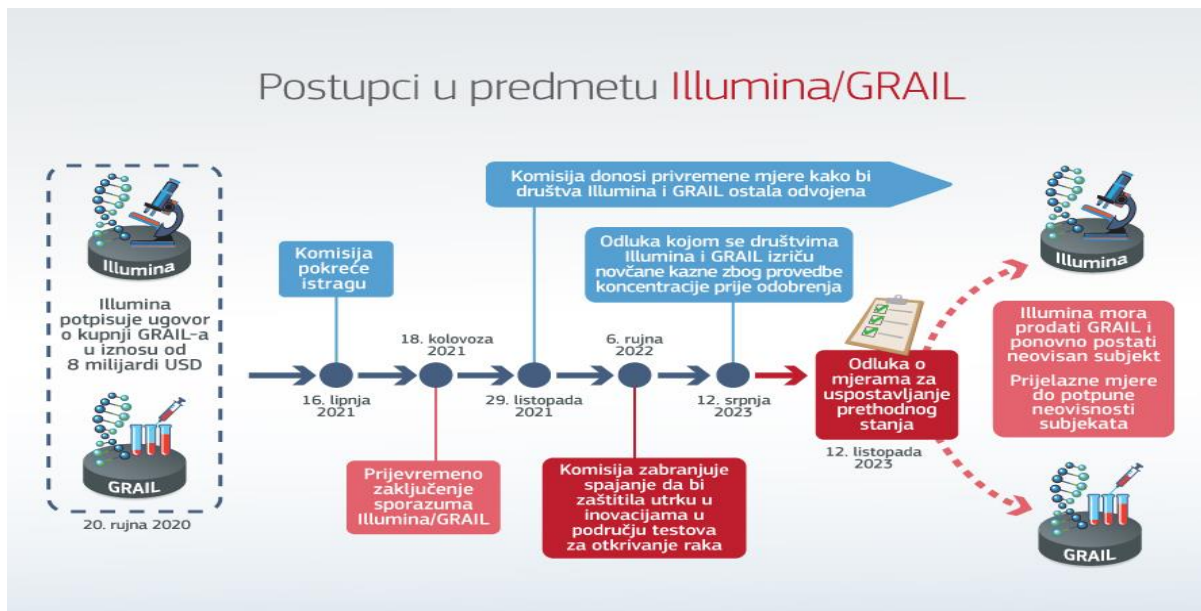 Postupci u predmetu Illumina/GRAIL
Illumina
Illumina
potpisuje ugovor
o kupnji GRAIL-a
u iznosu od
8 milijardi USD
GRAIL
20. rujna 2020
Komisija
pokreće
istragu
16. lipnja
2021
18. kolovoza
2021
Prijevremeno
zaključenje
sporazuma
Illumina/GRAIL
Komisija donosi privremene mjere kako bi
društva Illumina i GRAIL ostala odvojena
29. listopada
2021
6. rujna
2022
Komisija zabranjuje
spajanje da bi
zaštitila utrku u
inovacijama u
području testova
za otkrivanje raka
Odluka kojom se društvima
Illumina i GRAIL izriču
novčane kazne zbog provedbe
koncentracije prije odobrenja
12. srpnja
2023
Odluka o
mjerama za
uspostavljanje
prethodnog
stanja
12. listopada
2023
Illumina
Illumina mora
prodati GRAIL i
ponovno postati
neovisan subjekt
Prijelazne mjere
do potpune
neovisnosti
subjekata
GRAIL